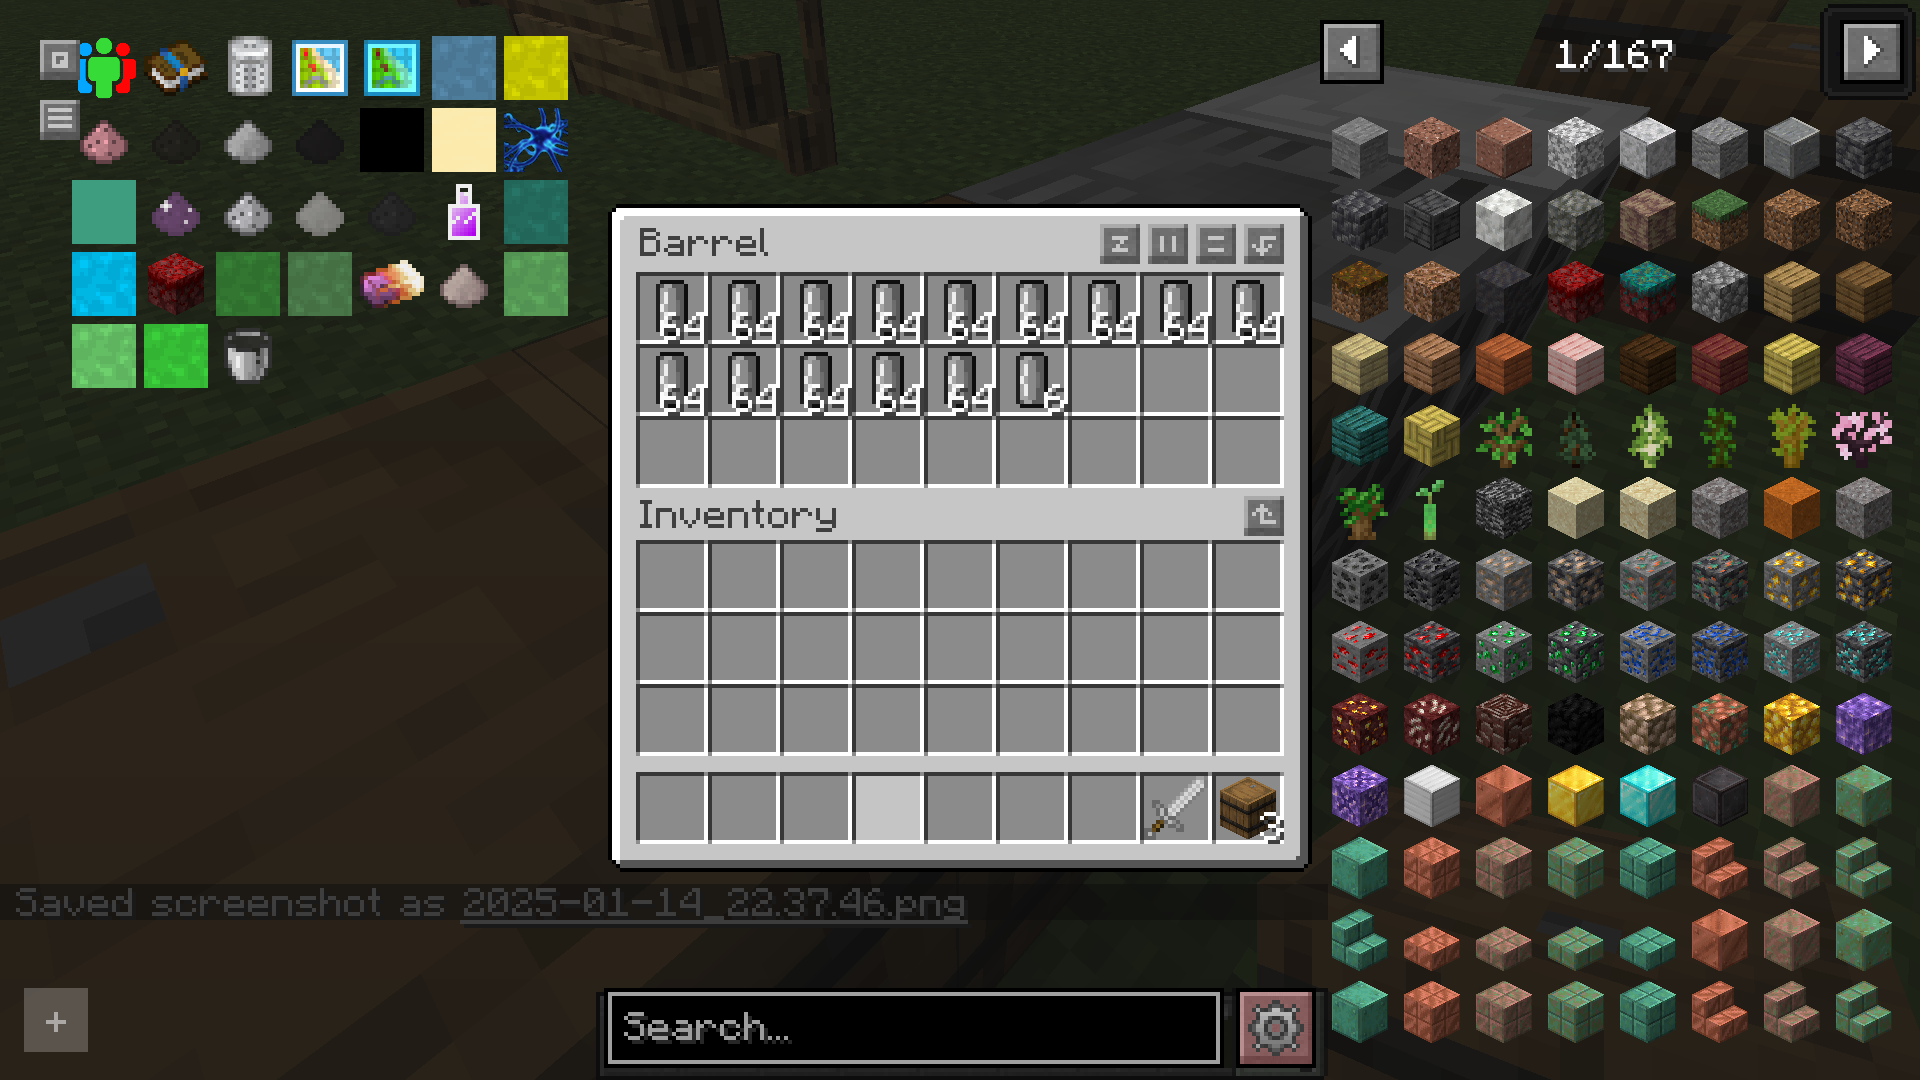 1/167
Barrel
64 64 64 64 64 64 64 64 64
64 64 64 64 64 6
Inventory
3
Saved screenshot as 2025-01-14_22.37.46.png
+
Search...